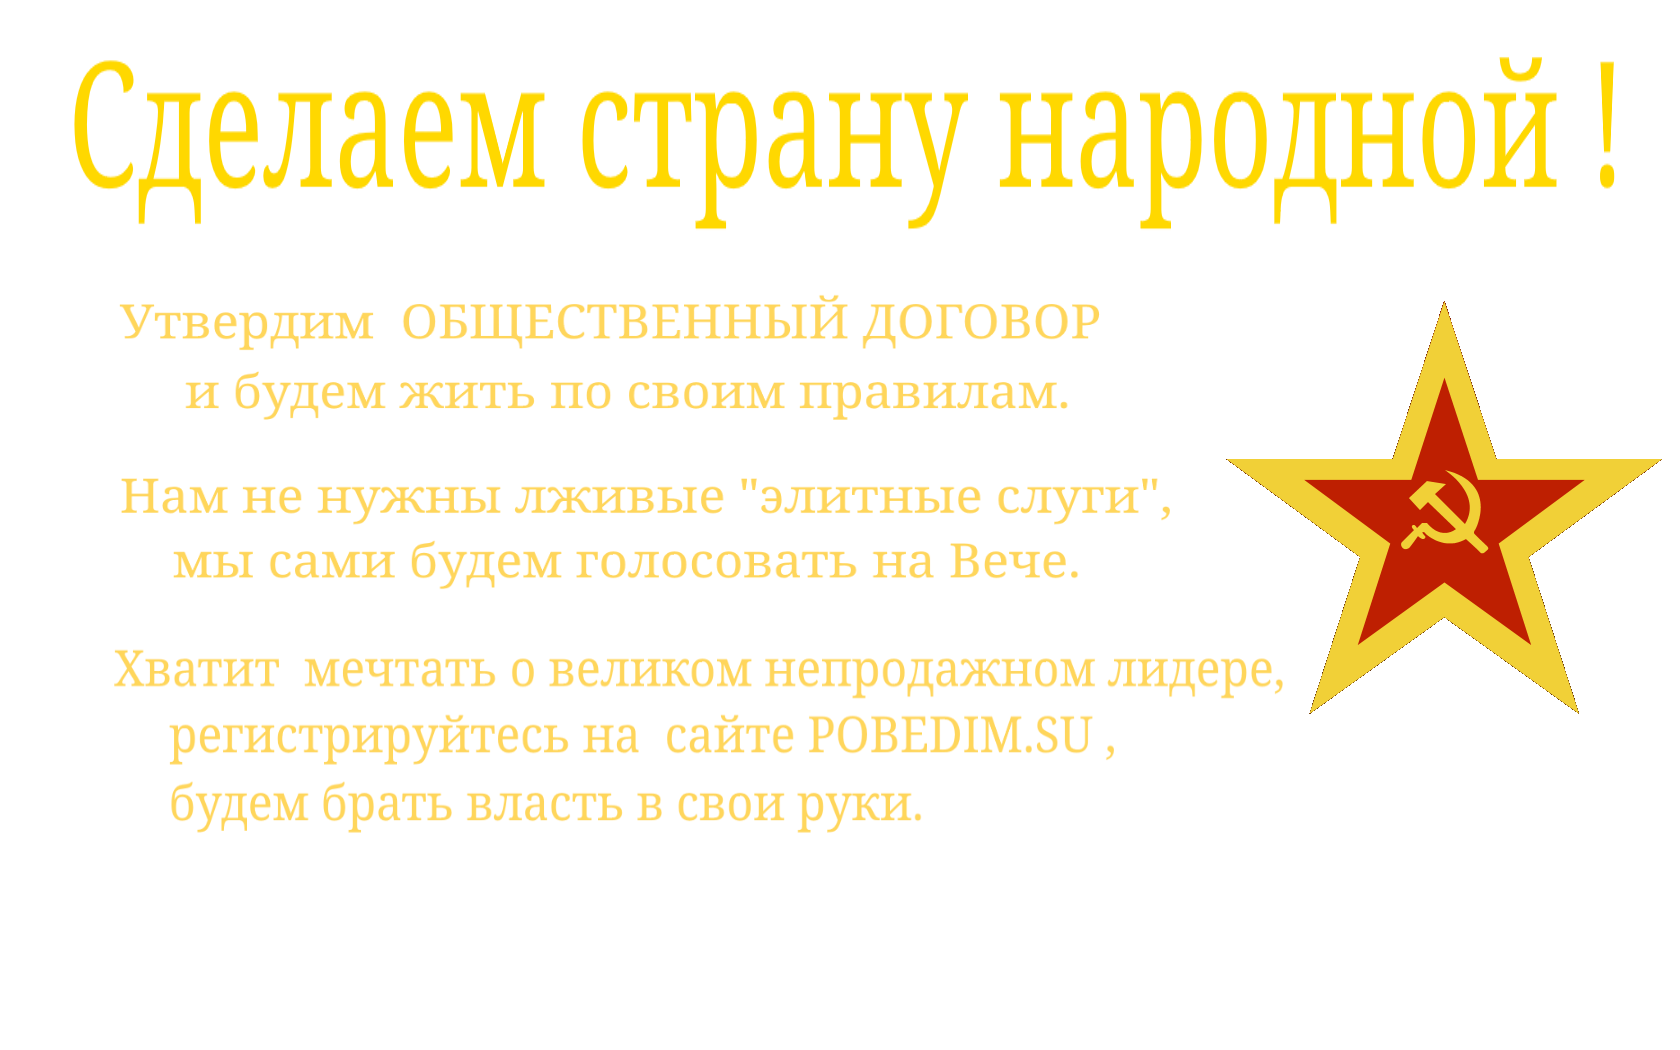 Сделаем страну народной !
Утвердим ОБЩЕСТВЕННЫЙ ДОГОВОР
и будем жить по своим правилам.
Нам не нужны лживые "элитные слуги",
мы сами будем голосовать на Вече.
Хватит мечтать о великом непродажном лидере,
регистрируйтесь на сайте POBEDIM.SU ,
будем брать власть в свои руки.